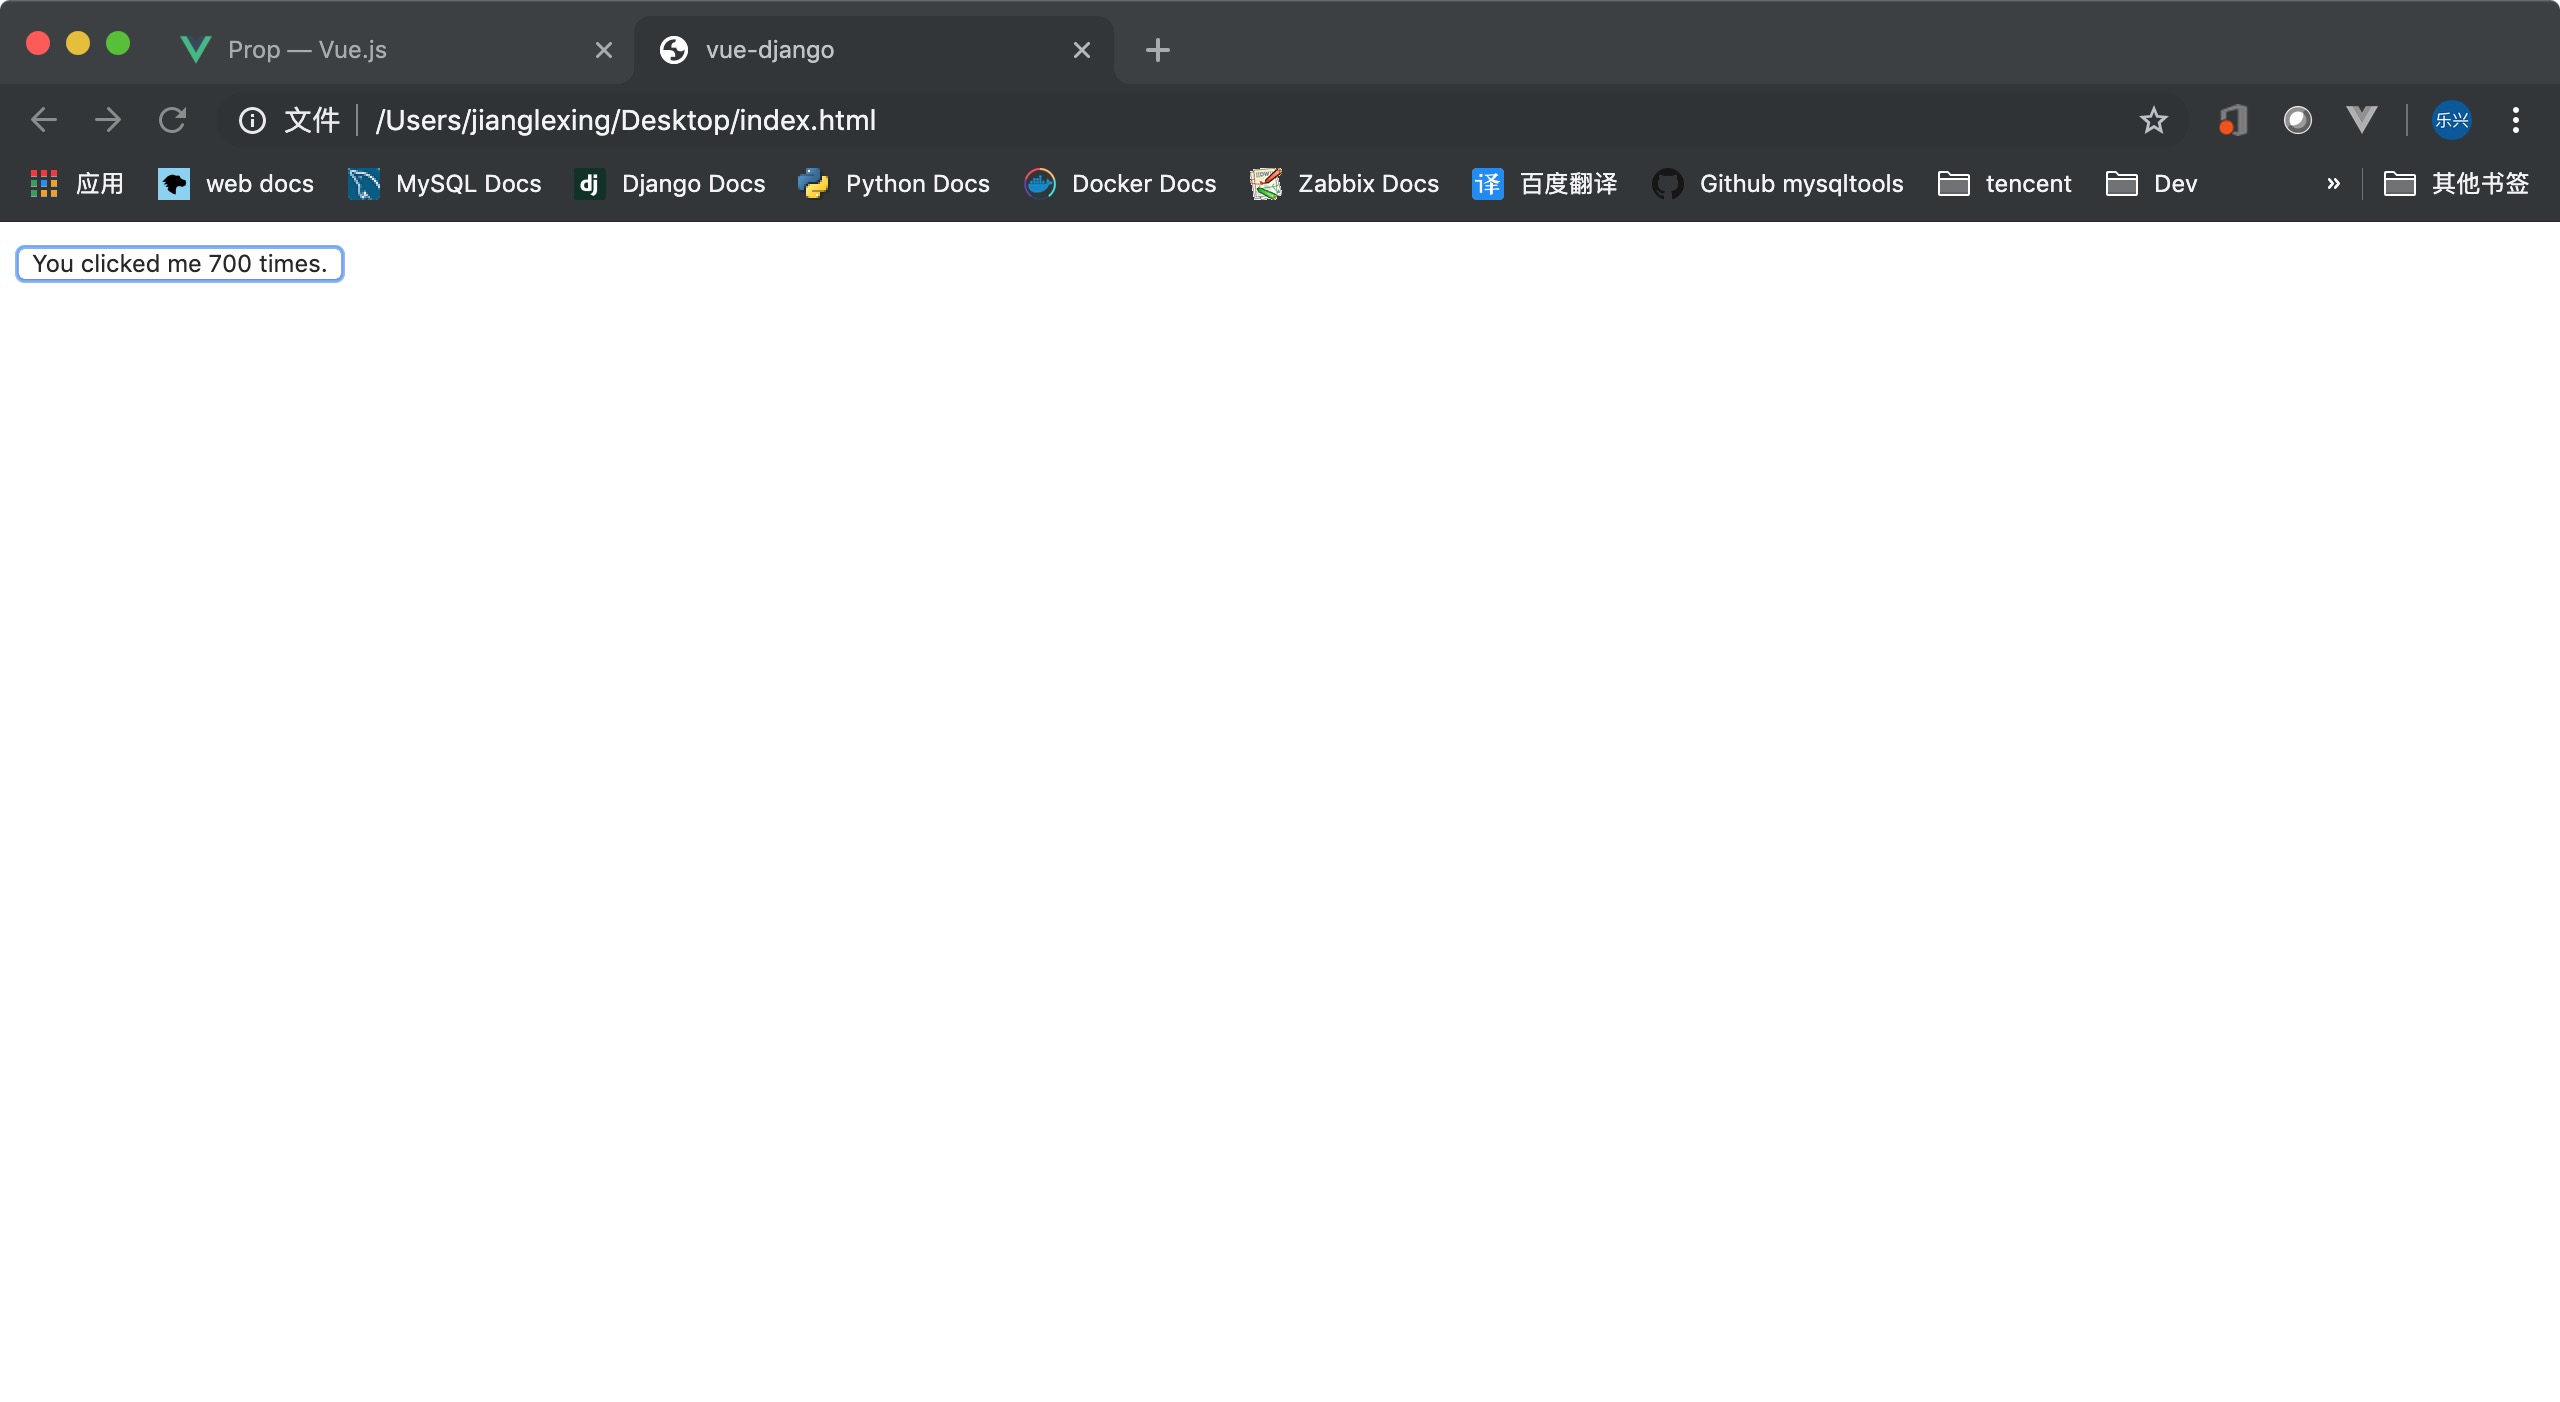 Prop — Vue.js
vue-django
文件 /Users/jianglexing/Desktop/index.html
乐兴
应用 web docs MySQL Docs dj Django Docs Python Docs Docker Docs Zabbix Docs 译 百度翻译 Github mysqltools tencent Dev » 其他书签
You clicked me 700 times.